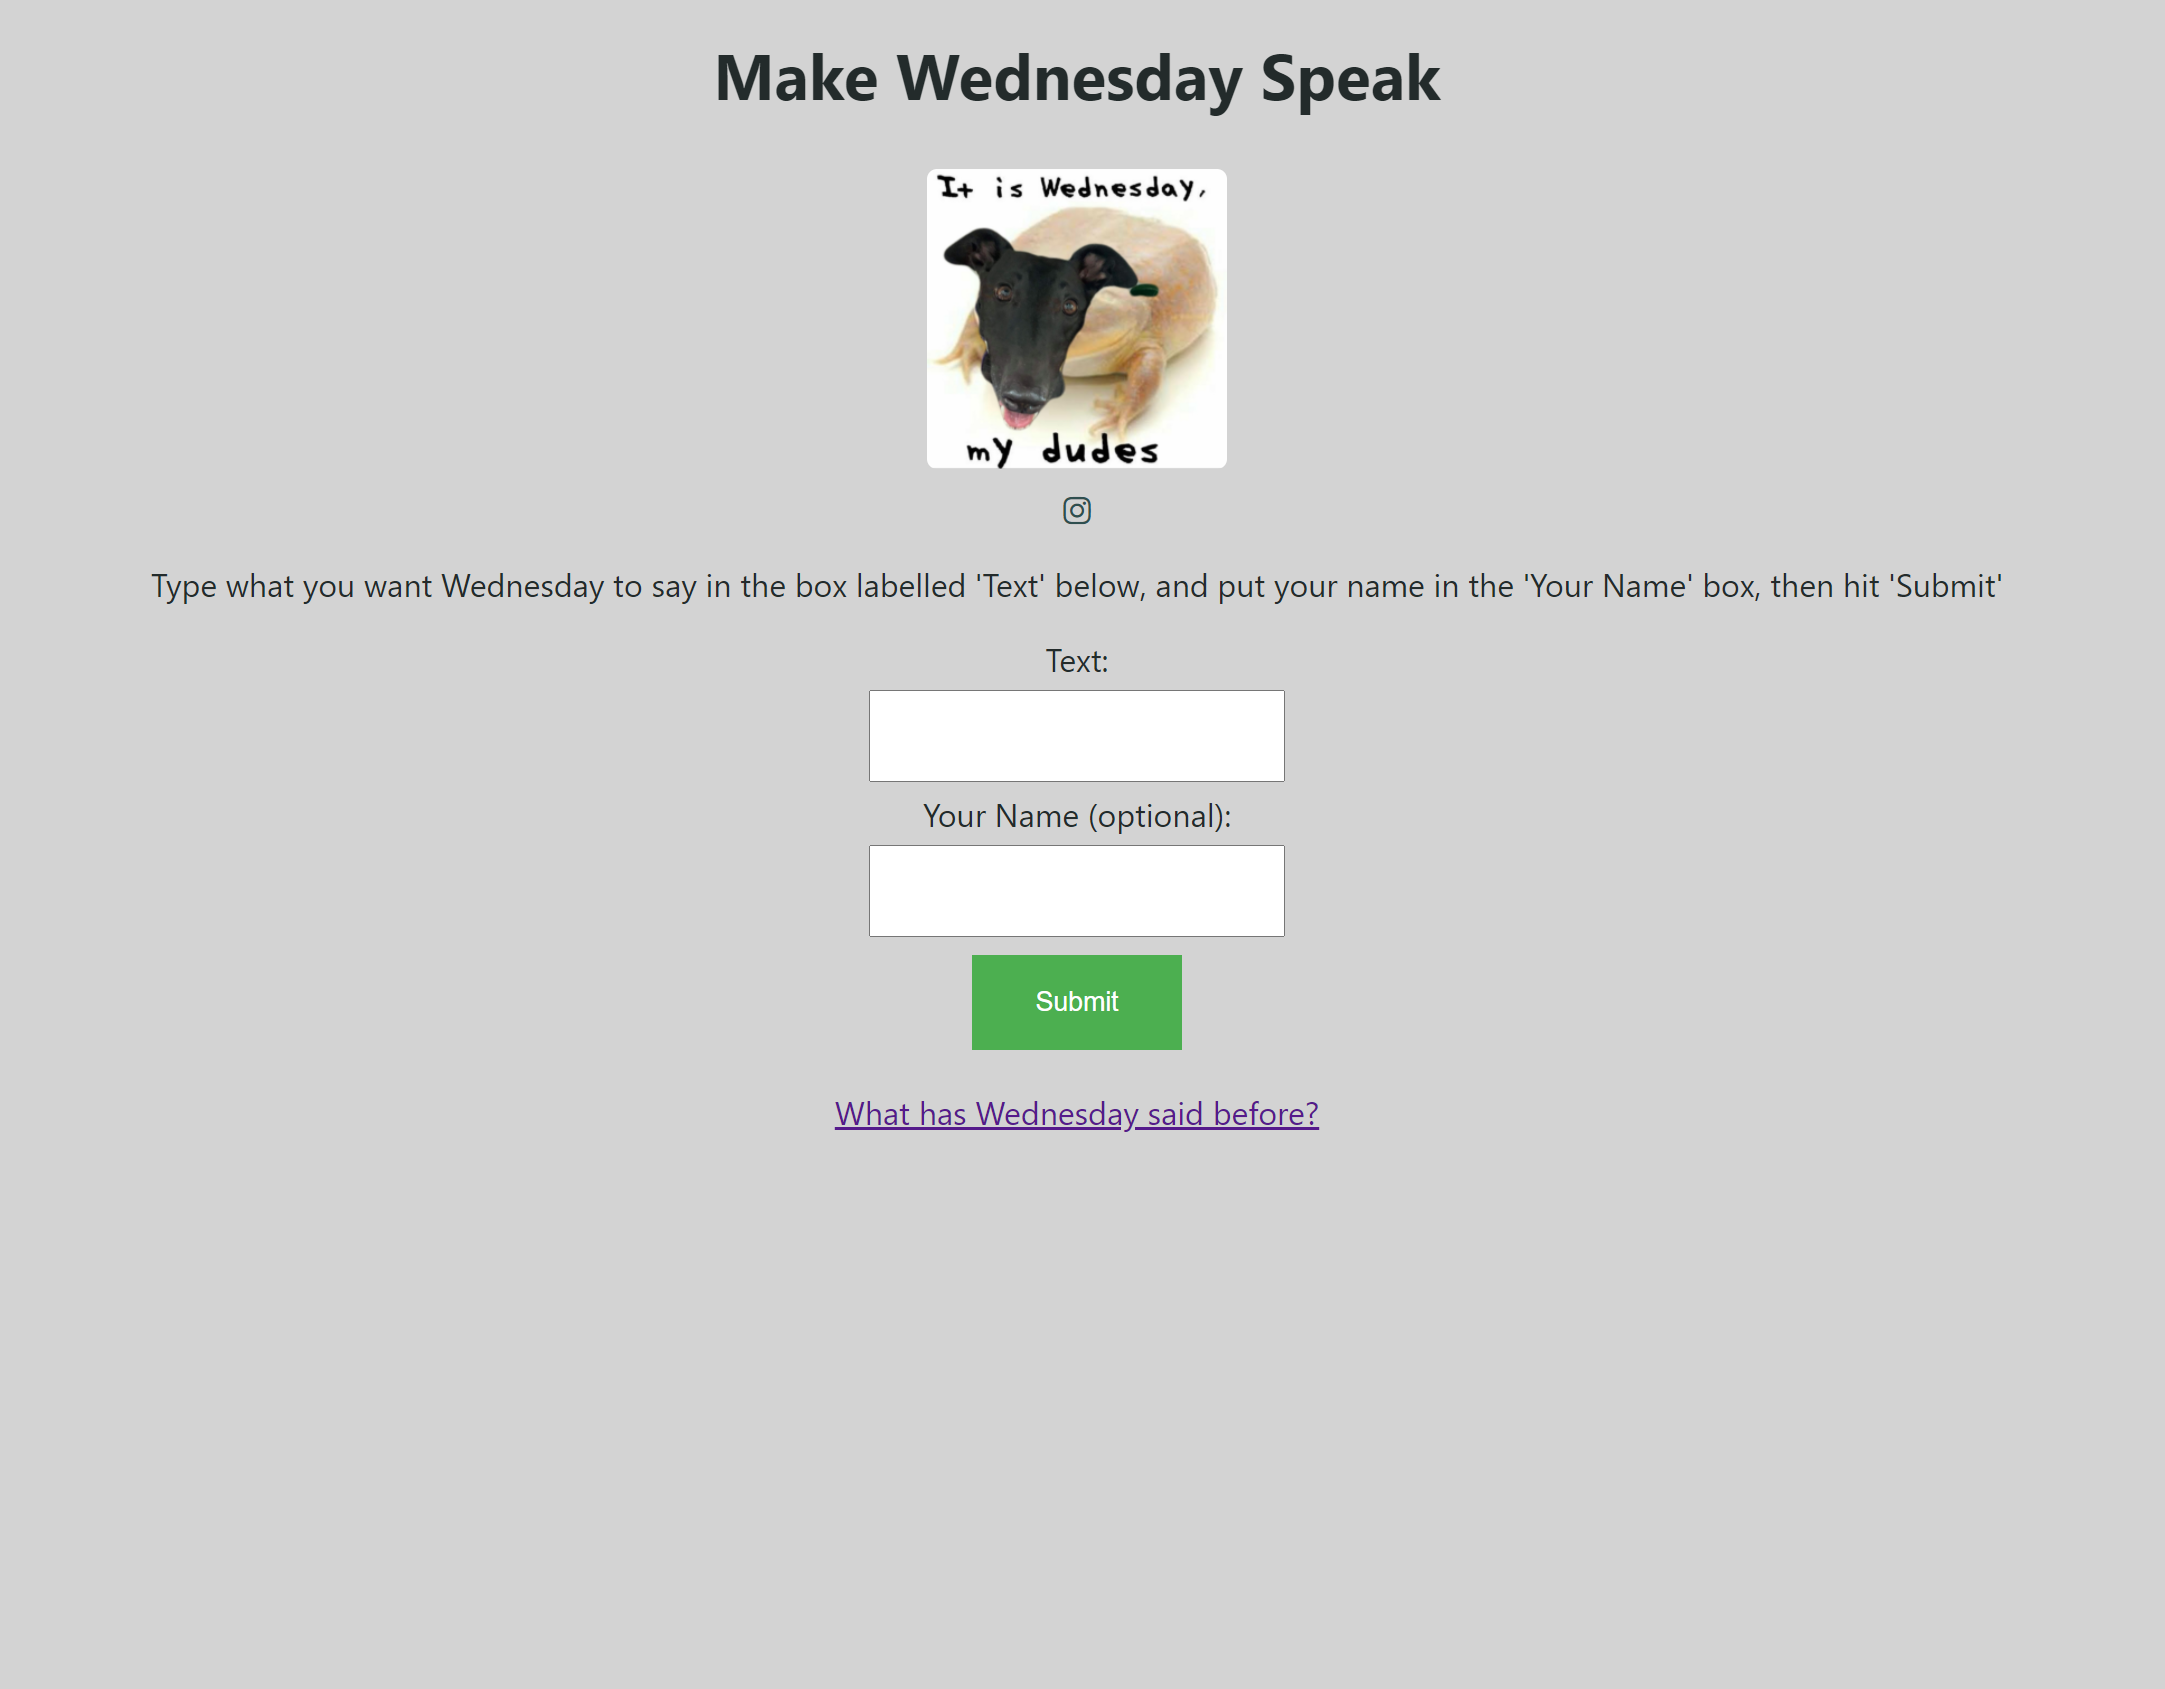 Make Wednesday Speak
It is Wednesday,
my dudes
Type what you want Wednesday to say in the box labelled 'Text' below, and put your name in the 'Your Name' box, then hit 'Submit'
Text:
Your Name (optional):
Submit
What has Wednesday said before?